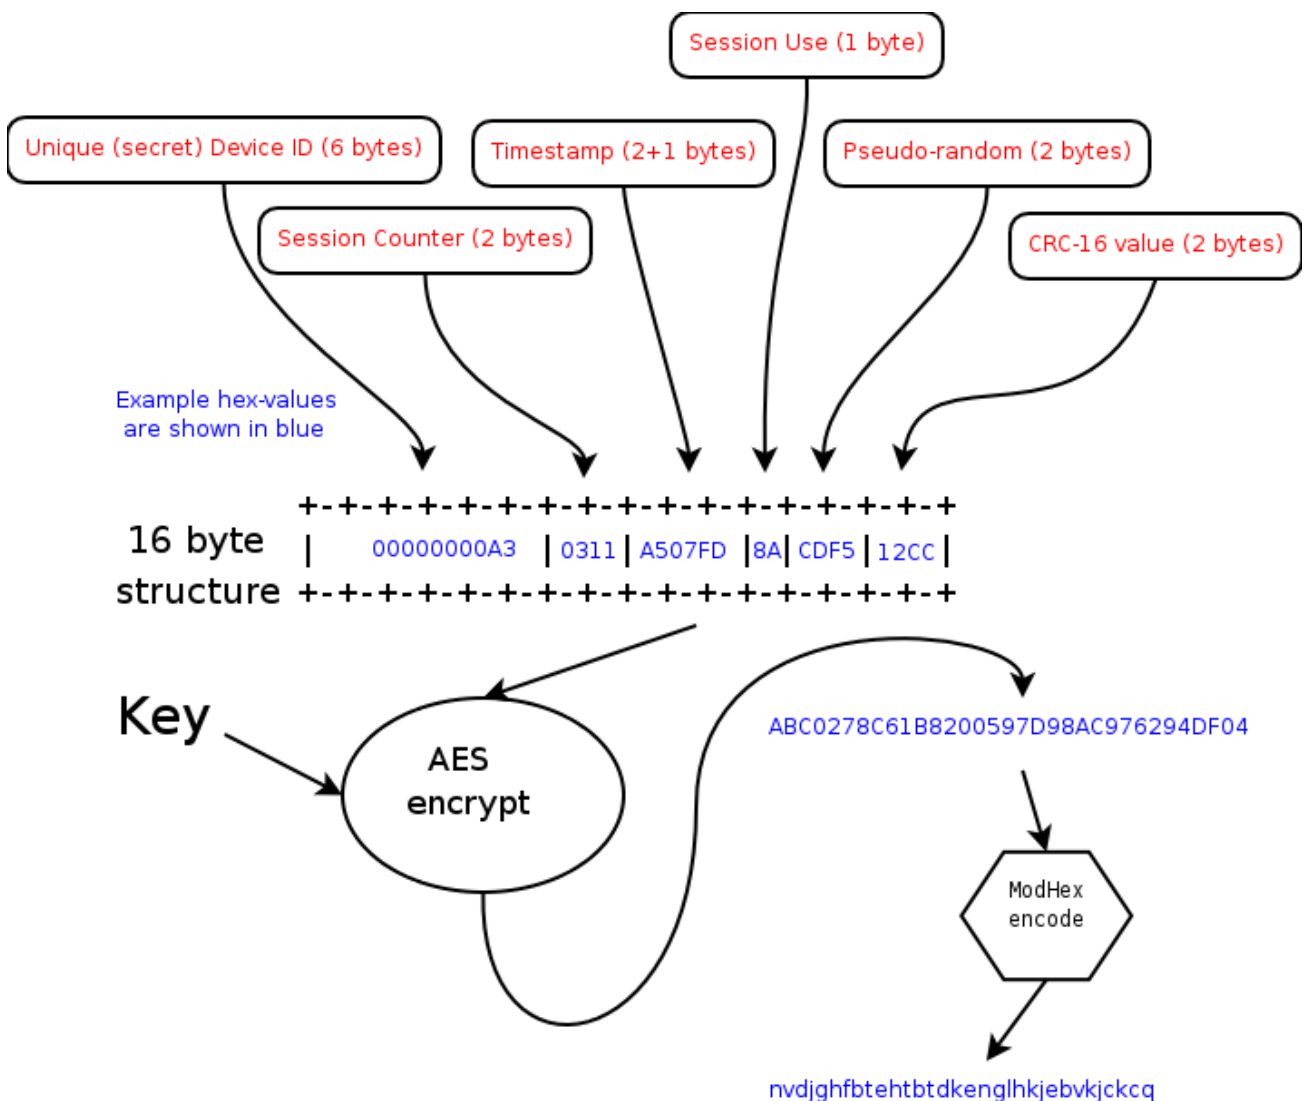 Session Use (1 byte)
Unique (secret) Device ID (6 bytes)
Timestamp (2+1 bytes)
Pseudo-random (2 bytes)
Session Counter (2 bytes)
CRC-16 value (2 bytes)
Example hex-values
are shown in blue
+-+-+-+-+-+-+-+-+-+-+-+-+-+-+-+-+
16 byte | 00000000A3 | 0311 | A507FD | 8A | CDF5 | 12CC |
structure +-+-+-+-+-+-+-+-+-+-+-+-+-+-+-+-+
Key
AES
encrypt
ABC0278C61B8200597D98AC976294DF04
ModHex
encode
nvdjghfbtehtbtdkenglhkjebvkjckcq